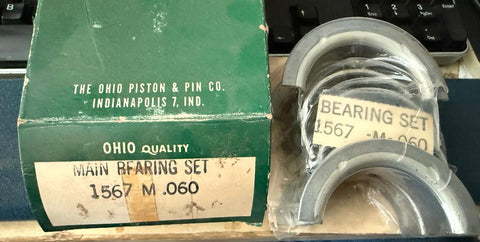 THE OHIO PISTON & PIN CO.
INDIANAPOLIS 7, IND.
OHIO QUALITY
MAIN BEARING SET
1567 M .060
BEARING SET
1567 -M-.060